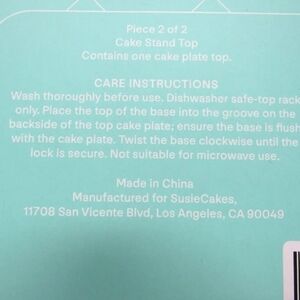 Piece 2 of 2
Cake Stand Top
Contains one cake plate top.
CARE INSTRUCTIONS
Wash thoroughly before use. Dishwasher safe-top rack
only. Place the top of the base into the groove on the
backside of the top cake plate; ensure the base is flush
with the cake plate. Twist the base clockwise until the
lock is secure. Not suitable for microwave use.
Made in China
Manufactured for SusieCakes,
11708 San Vicente Blvd, Los Angeles, CA 90049